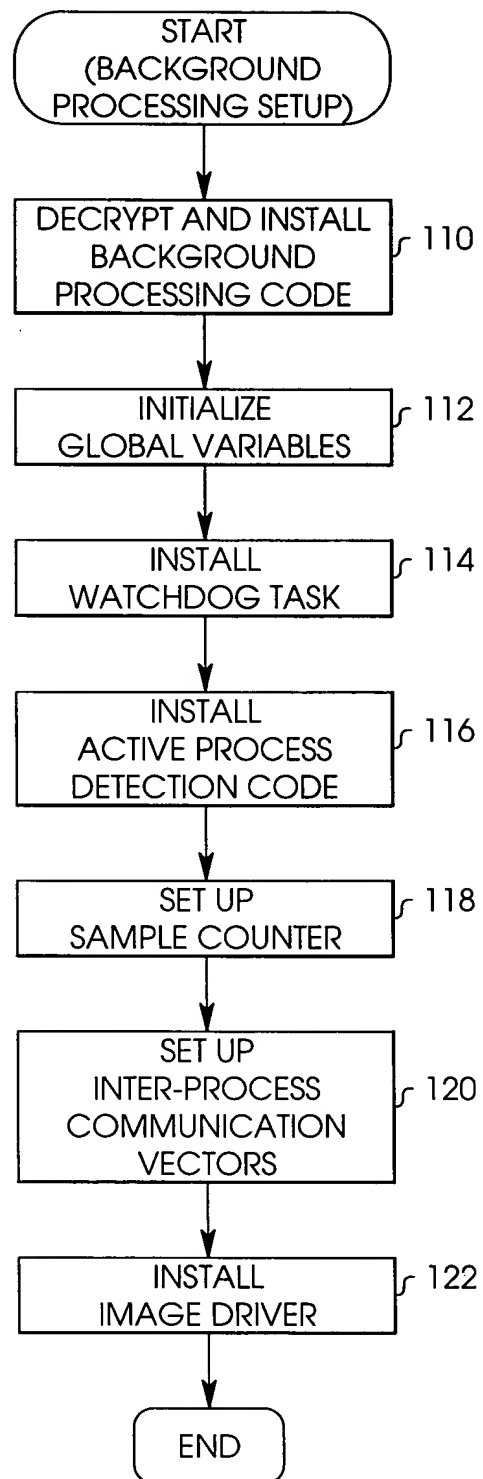 START
(BACKGROUND
PROCESSING SETUP)
DECRYPT AND INSTALL
BACKGROUND
PROCESSING CODE
110
INITIALIZE
GLOBAL VARIABLES
112
INSTALL
WATCHDOG TASK
114
INSTALL
ACTIVE PROCESS
DETECTION CODE
116
SET UP
SAMPLE COUNTER
118
SET UP
INTER-PROCESS
COMMUNICATION
VECTORS
120
INSTALL
IMAGE DRIVER
122
END